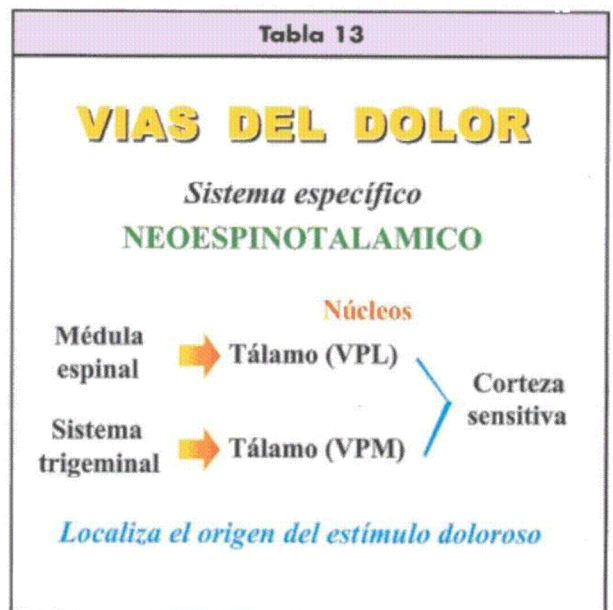 Tabla 13
VIAS DEL DOLOR
Sistema específico
NEOESPINOTALAMICO
Núcleos
Médula
espinal
Tálamo (VPL)
Corteza
sensitiva
Sistema
trigeminal
Tálamo (VPM)
Localiza el origen del estímulo doloroso